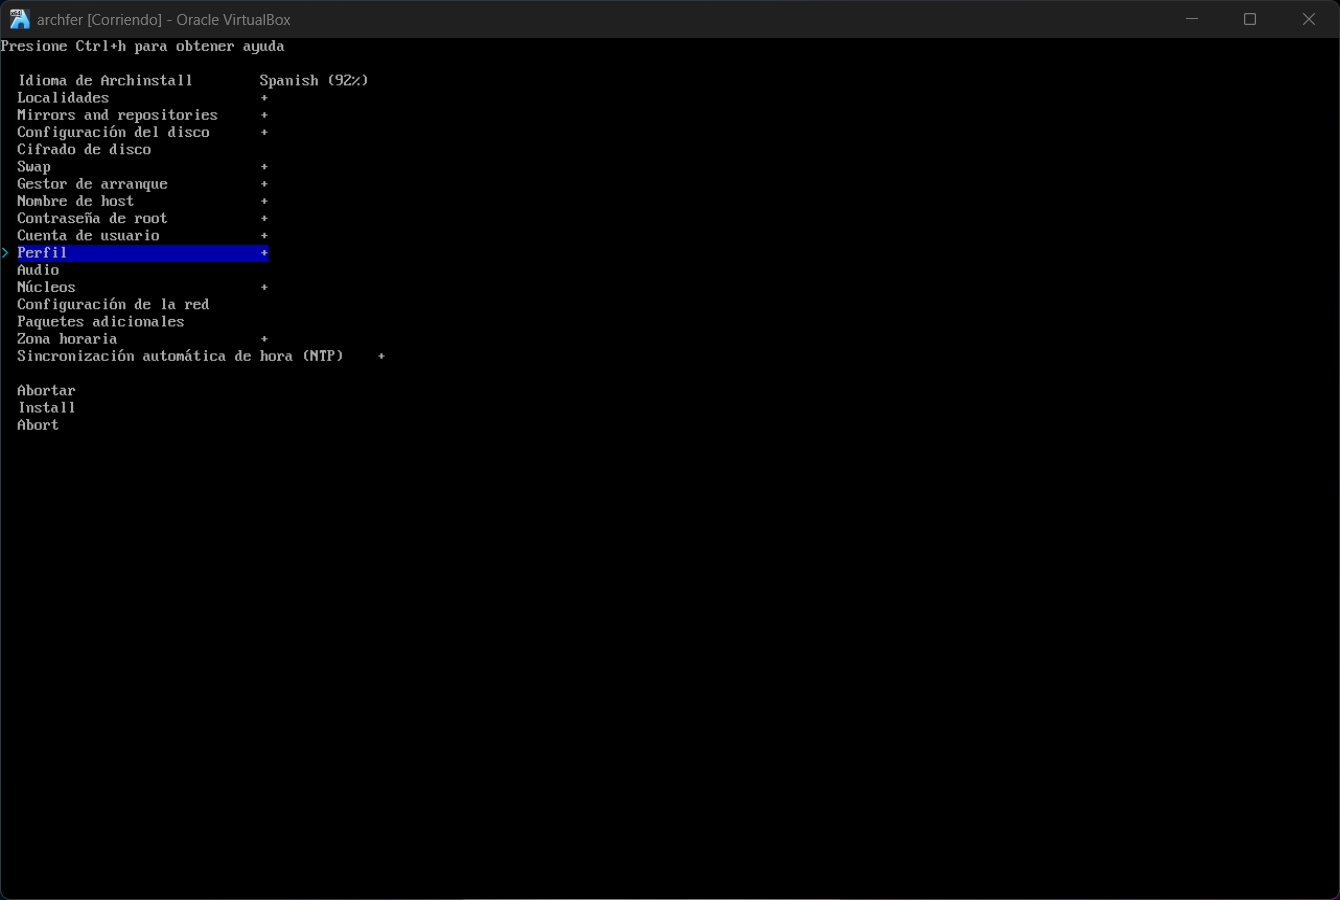 archfer [Corriendo] - Oracle VirtualBox
Presione Ctrl+h para obtener ayuda
Idioma de Archinstall Spanish (92%)
Localidades +
Mirrors and repositories +
Configuración del disco +
Cifrado de disco
Swap +
Gestor de arranque +
Nombre de host +
Contraseña de root +
Cuenta de usuario +
> Perfil +
Audio
Núcleos +
Configuración de la red
Paquetes adicionales
Zona horaria +
Sincronización automática de hora (NTP) +
Abortar
Install
Abort